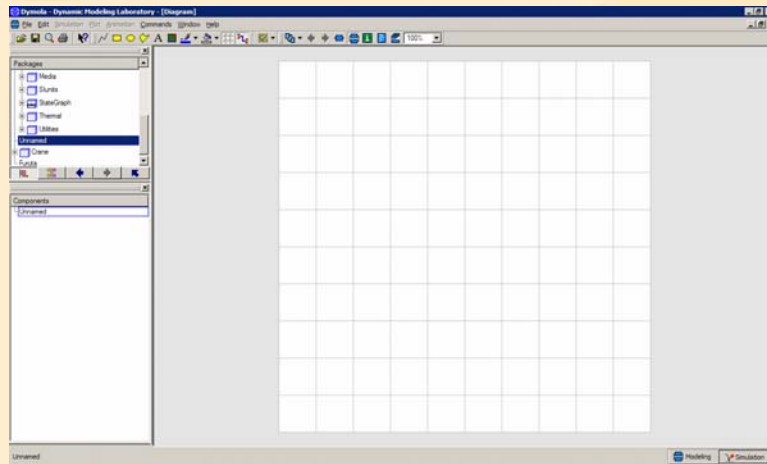 Dymola - Dynamic Modeling Laboratory - [Diagram]
File Edit Simulation Plot Animation Commands Window Help
A 100%
Packages
Media
SIunits
StateGraph
Thermal
Utilities
Unnamed
Crane
Furuta
Components
Unnamed
Unnamed
Modeling Simulation